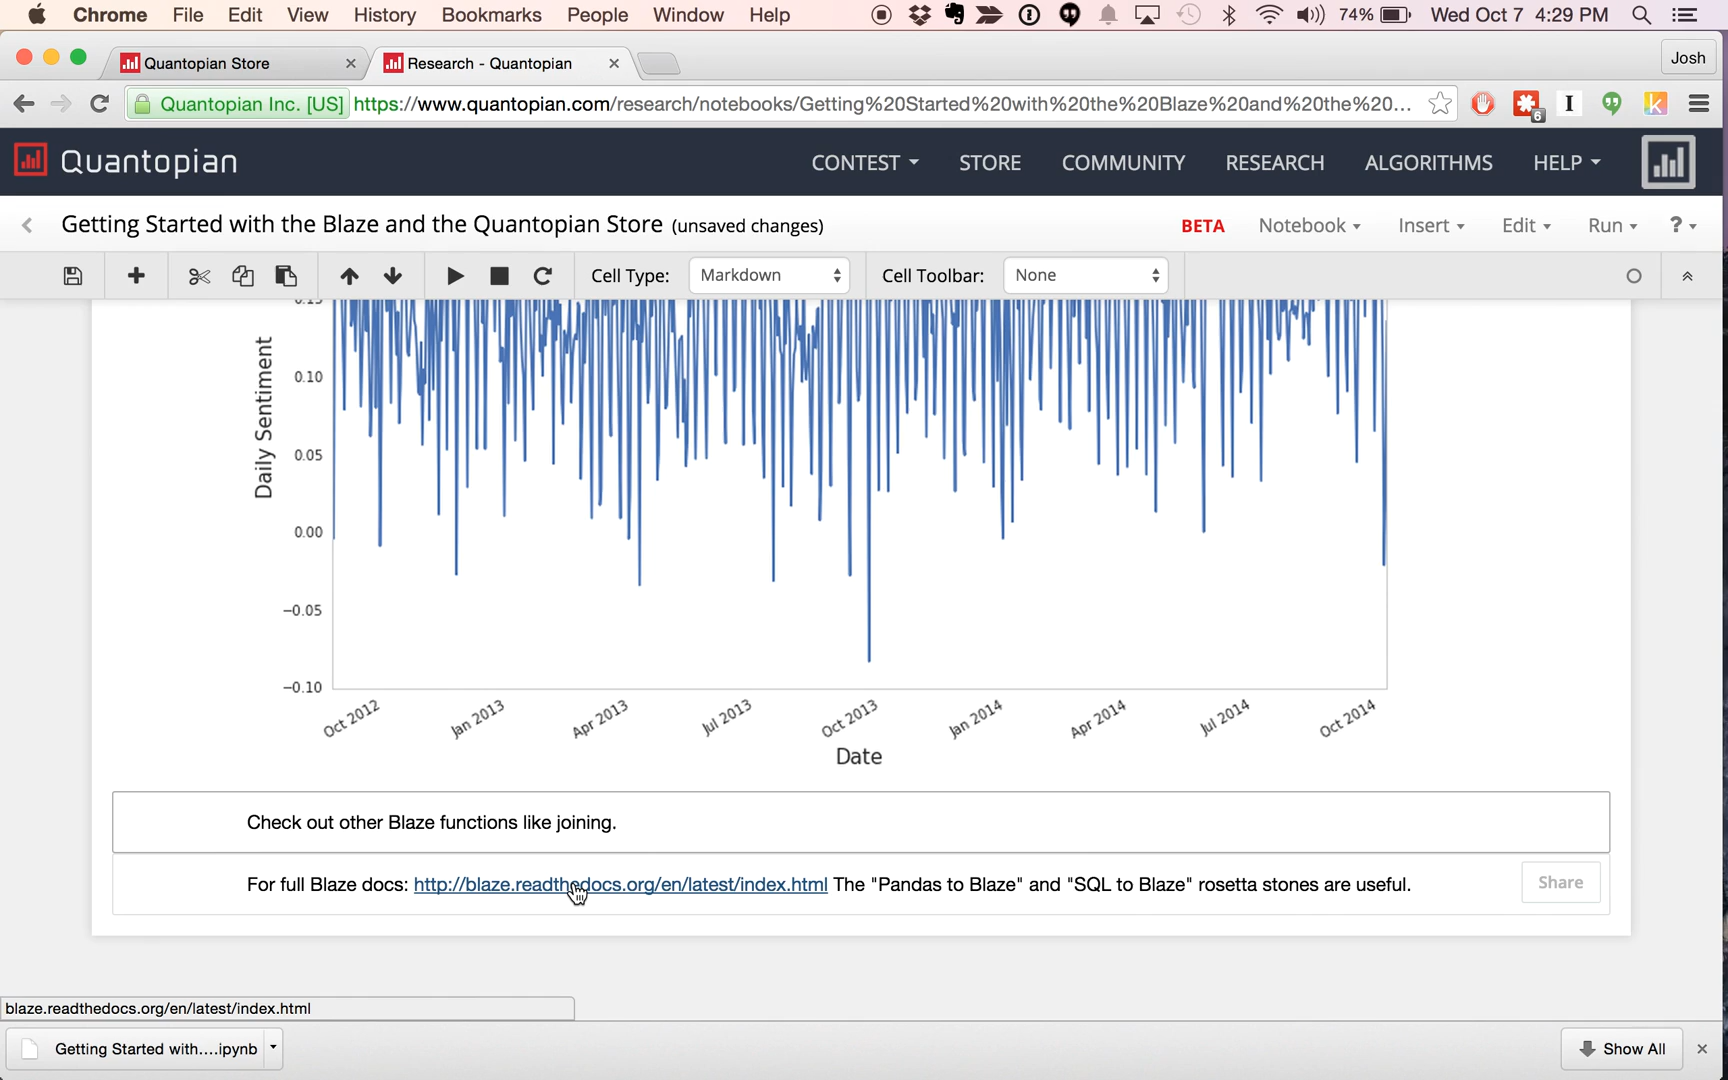 Chrome File Edit View History Bookmarks People Window Help 74% Wed Oct 7 4:29 PM
Quantopian Store Research - Quantopian Josh
Quantopian Inc. [US] https://www.quantopian.com/research/notebooks/Getting%20Started%20with%20the%20Blaze%20and%20the%20... 6
Quantopian CONTEST STORE COMMUNITY RESEARCH ALGORITHMS HELP
Getting Started with the Blaze and the Quantopian Store (unsaved changes) BETA Notebook Insert Edit Run ?
Cell Type: Markdown Cell Toolbar: None
0.15
0.10
0.05
0.00
−0.05
−0.10
Daily Sentiment
Oct 2012 Jan 2013 Apr 2013 Jul 2013 Oct 2013 Jan 2014 Apr 2014 Jul 2014 Oct 2014
Date
Check out other Blaze functions like joining.
For full Blaze docs: http://blaze.readthedocs.org/en/latest/index.html The "Pandas to Blaze" and "SQL to Blaze" rosetta stones are useful. Share
blaze.readthedocs.org/en/latest/index.html
Getting Started with....ipynb Show All